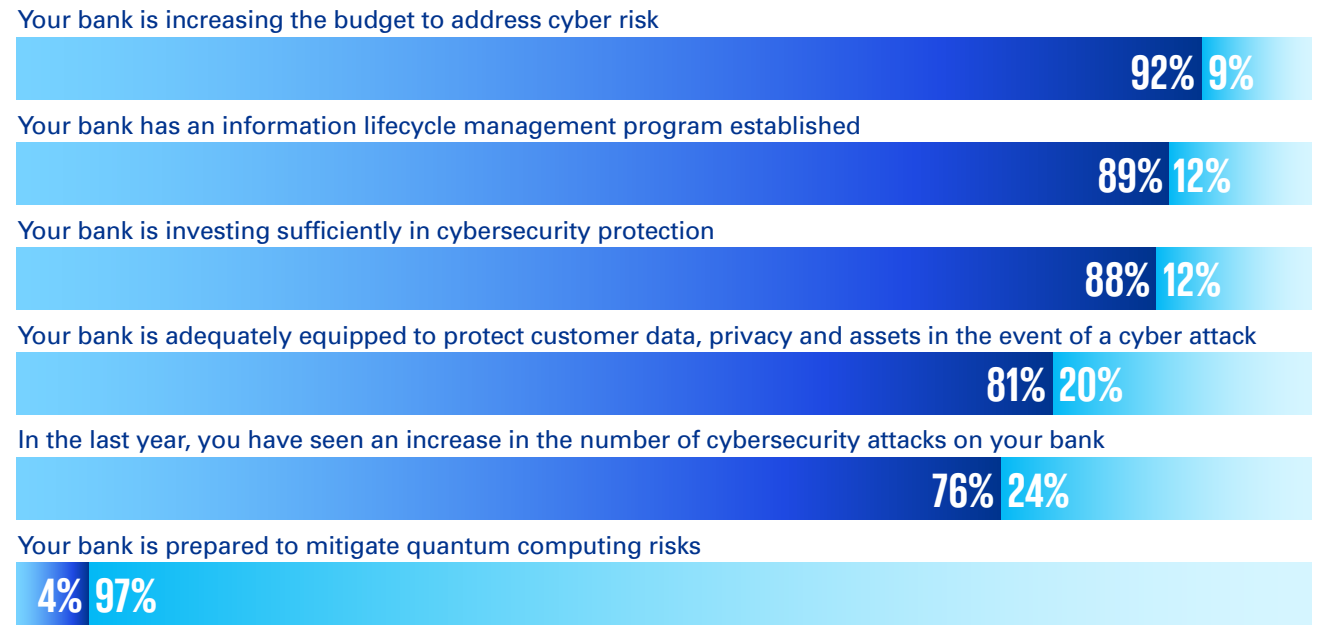 Your bank is increasing the budget to address cyber risk
92% 9%
Your bank has an information lifecycle management program established
89% 12%
Your bank is investing sufficiently in cybersecurity protection
88% 12%
Your bank is adequately equipped to protect customer data, privacy and assets in the event of a cyber attack
81% 20%
In the last year, you have seen an increase in the number of cybersecurity attacks on your bank
76% 24%
Your bank is prepared to mitigate quantum computing risks
4% 97%